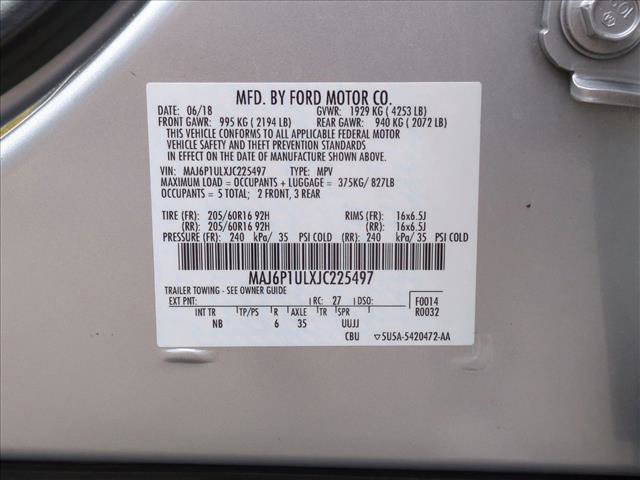 MFD. BY FORD MOTOR CO.
DATE: 06/18 GVWR: 1929 KG ( 4253 LB)
FRONT GAWR: 995 KG ( 2194 LB) REAR GAWR: 940 KG ( 2072 LB)
THIS VEHICLE CONFORMS TO ALL APPLICABLE FEDERAL MOTOR
VEHICLE SAFETY AND THEFT PREVENTION STANDARDS
IN EFFECT ON THE DATE OF MANUFACTURE SHOWN ABOVE.
VIN: MAJ6P1ULXJC225497 TYPE: MPV
MAXIMUM LOAD = OCCUPANTS + LUGGAGE = 375KG/ 827LB
OCCUPANTS = 5 TOTAL; 2 FRONT, 3 REAR
TIRE (FR): 205/60R16 92H RIMS (FR): 16x6.5J
(RR): 205/60R16 92H (RR): 16x6.5J
PRESSURE (FR): 240 kPa/ 35 PSI COLD (RR): 240 kPa/ 35 PSI COLD
MAJ6P1ULXJC225497
TRAILER TOWING - SEE OWNER GUIDE
EXT PNT: RC: 27 DSO: F0014
R0032
INT TR TP/PS R AXLE TR SPR
NB 6 35 UUJJ
CBU ▽5U5A-5420472-AA